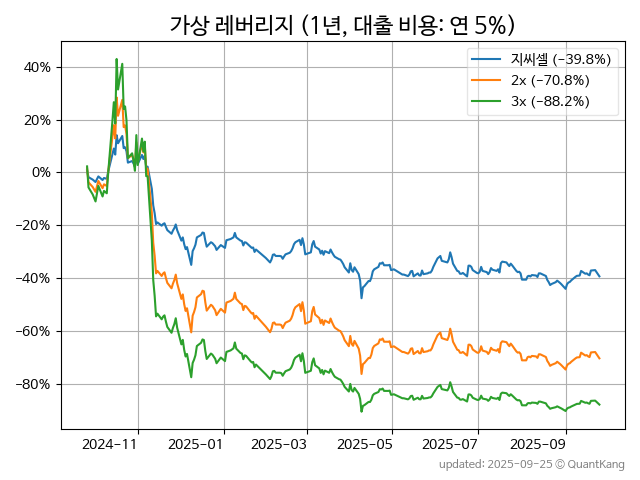 가상 레버리지 (1년, 대출 비용: 연 5%)
지씨셀 (−39.8%)
2x (−70.8%)
3x (−88.2%)
40%
20%
0%
−20%
−40%
−60%
−80%
2024-11
2025-01
2025-03
2025-05
2025-07
2025-09
updated: 2025-09-25 © QuantKang